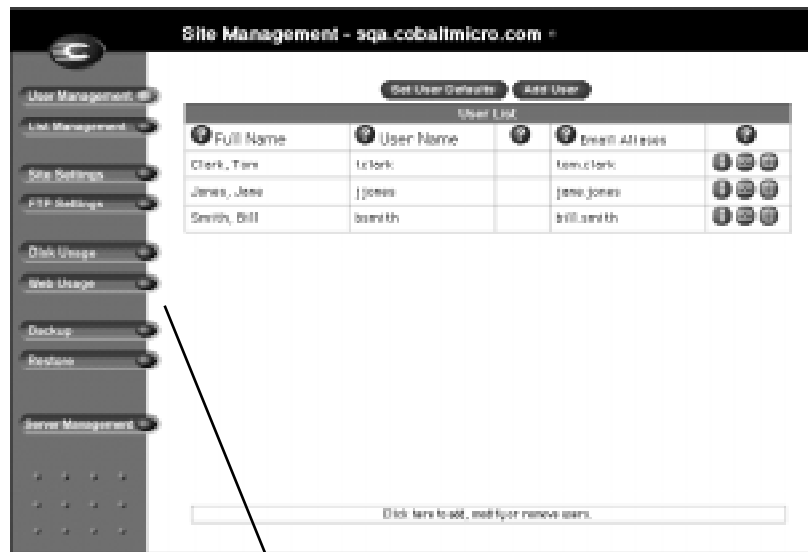 Site Management - sqa.cobaltmicro.com
Set User Defaults Add User
User Management
List Management
Site Settings
FTP Settings
Disk Usage
Web Usage
Backup
Restore
Server Management
User List
? Full Name ? User Name ? ? Email Aliases ?
Clark, Tom tclark tom.clark
Jones, Jane jjones jane.jones
Smith, Bill bsmith bill.smith
Click here to add, modify or remove users.